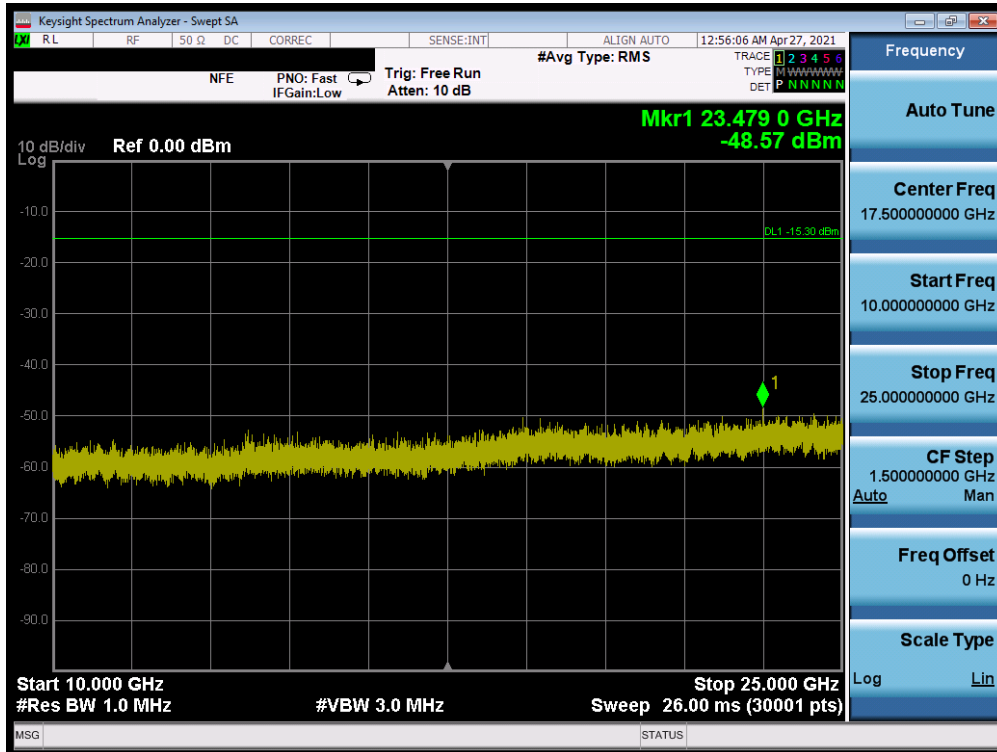 Keysight Spectrum Analyzer - Swept SA
LXI RL RF 50 Ω DC CORREC SENSE:INT ALIGN AUTO 12:56:06 AM Apr 27, 2021
#Avg Type: RMS TRACE 1 2 3 4 5 6
NFE PNO: Fast Trig: Free Run TYPE M WWWWW
IFGain:Low Atten: 10 dB DET P N N N N N
Mkr1 23.479 0 GHz
-48.57 dBm
10 dB/div Ref 0.00 dBm
Log
-10.0
DL1 -15.30 dBm
-20.0
-30.0
-40.0
1
-50.0
-60.0
-70.0
-80.0
-90.0
Start 10.000 GHz Stop 25.000 GHz
#Res BW 1.0 MHz #VBW 3.0 MHz Sweep 26.00 ms (30001 pts)
MSG STATUS
Frequency
Auto Tune
Center Freq
17.500000000 GHz
Start Freq
10.000000000 GHz
Stop Freq
25.000000000 GHz
CF Step
1.500000000 GHz
Auto Man
Freq Offset
0 Hz
Scale Type
Log Lin